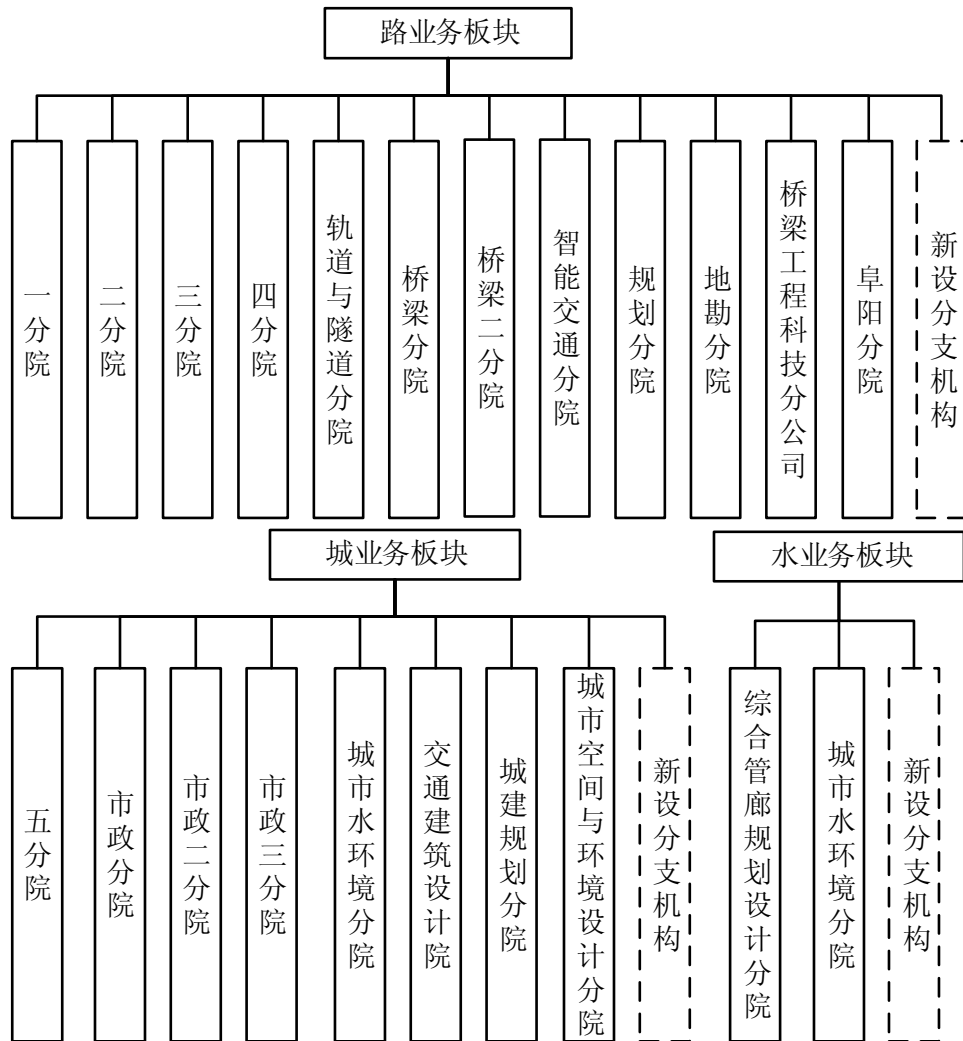 路业务板块
一分院
二分院
三分院
四分院
轨道与隧道分院
桥梁分院
桥梁二分院
智能交通分院
规划分院
地勘分院
桥梁工程科技分公司
阜阳分院
新设分支机构
城业务板块
五分院
市政分院
市政二分院
市政三分院
城市水环境分院
交通建筑设计院
城建规划分院
城市空间与环境设计分院
新设分支机构
水业务板块
综合管廊规划设计分院
城市水环境分院
新设分支机构